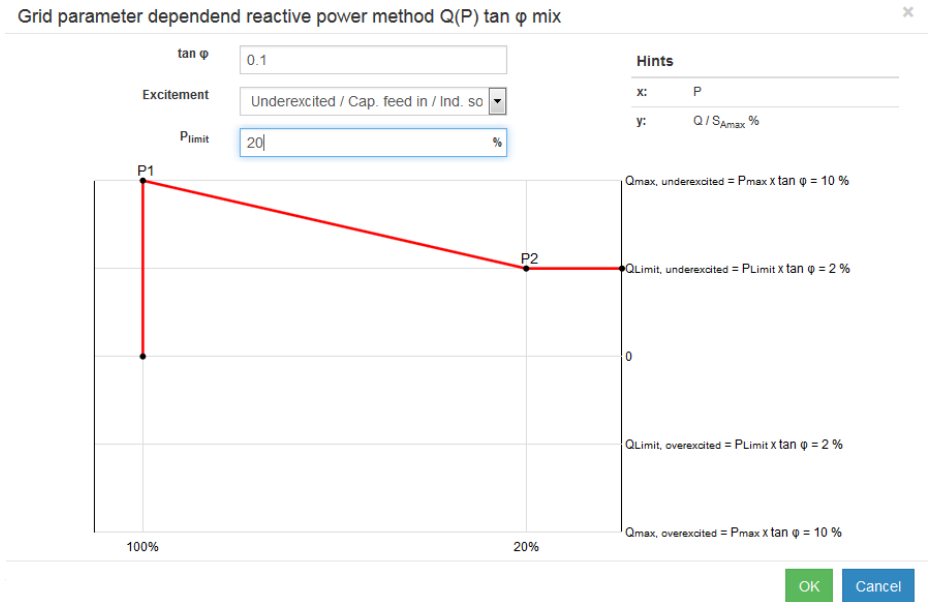 Grid parameter dependend reactive power method Q(P) tan φ mix
×
tan φ
0.1
Excitement
Underexcited / Cap. feed in / Ind. so
Plimit
20
%
Hints
x: P
y: Q / SAmax %
P1
Qmax, underexcited = Pmax x tan φ = 10 %
P2
QLimit, underexcited = PLimit x tan φ = 2 %
0
QLimit, overexcited = PLimit x tan φ = 2 %
Qmax, overexcited = Pmax x tan φ = 10 %
100%
20%
OK
Cancel